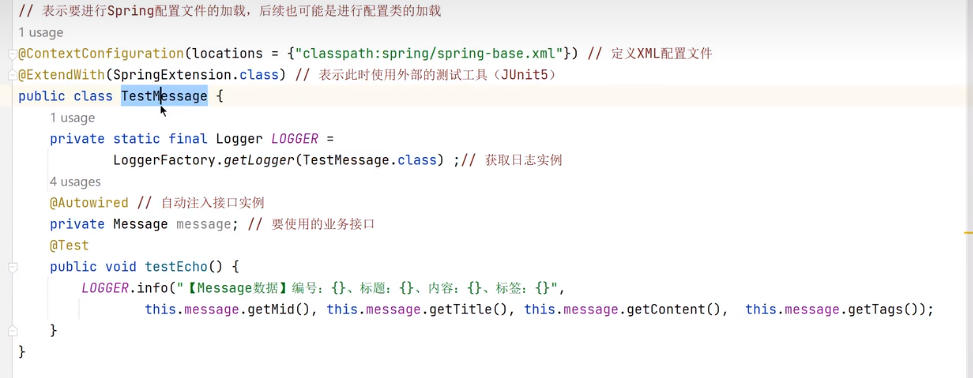 // 表示要进行Spring配置文件的加载，后续也可能是进行配置类的加载
1 usage
@ContextConfiguration(locations = {"classpath:spring/spring-base.xml"}) // 定义XML配置文件
@ExtendWith(SpringExtension.class) // 表示此时使用外部的测试工具（JUnit5）
public class TestMessage {
1 usage
private static final Logger LOGGER =
LoggerFactory.getLogger(TestMessage.class) ;// 获取日志实例
4 usages
@Autowired // 自动注入接口实例
private Message message; // 要使用的业务接口
@Test
public void testEcho() {
LOGGER.info("【Message数据】编号：{}、标题：{}、内容：{}、标签：{}",
this.message.getMid(), this.message.getTitle(), this.message.getContent(),  this.message.getTags());
}
}